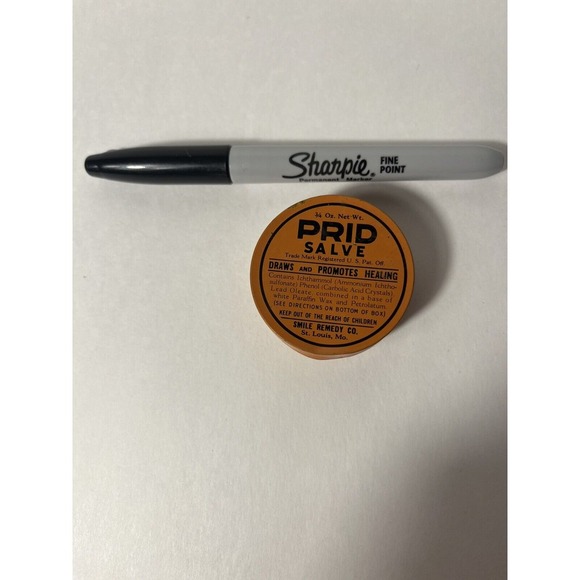 Sharpie® FINE POINT
Permanent Marker
¾ Oz. Net Wt.
PRID
SALVE
Trade Mark Registered U. S. Pat. Off.
DRAWS AND PROMOTES HEALING
Contains Ichthammol (Ammonium Ichtho-
sulfonate) Phenol (Carbolic Acid Crystals)
Lead Oleate, combined in a base of
white Paraffin Wax and Petrolatum.
(SEE DIRECTIONS ON BOTTOM OF BOX)
KEEP OUT OF THE REACH OF CHILDREN
SMILE REMEDY CO.
St. Louis, Mo.